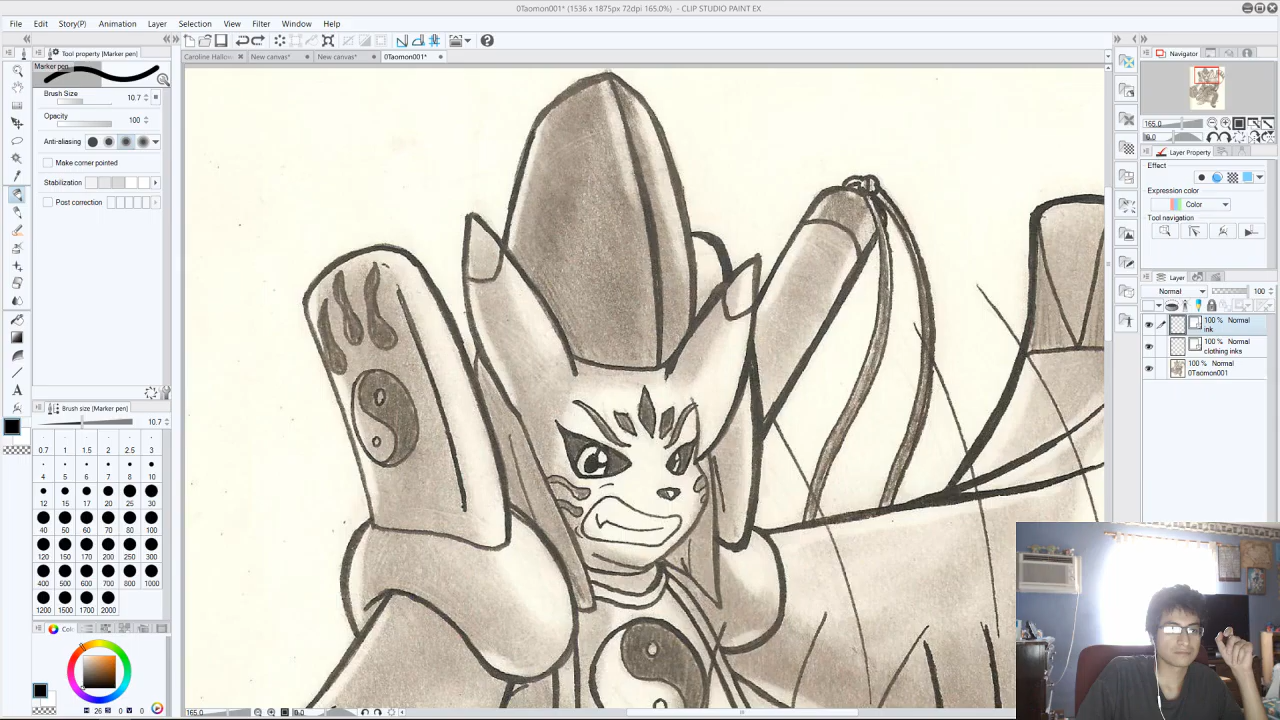 0Taomon001* (1536 x 1875px 72dpi 165.0%) - CLIP STUDIO PAINT EX
File Edit Story(P) Animation Layer Selection View Filter Window Help
Tool property [Marker pen]
Caroline Hallo New canvas* New canvas* 0Taomon001*
Marker pen
Brush Size 10.7
Opacity 100
Anti-aliasing
Make corner pointed
Stabilization
Post correction
Brush size [Marker pen]
10.7
0.7 1 1.5 2 2.5 3
4 5 6 7 8 10
12 15 17 20 25 30
40 50 60 70 80 100
120 150 170 200 250 300
400 500 600 700 800 1000
1200 1500 1700 2000
26 0 0
165.0 0.0
Navigator
165.0
0.0
Layer Property
Effect
Expression color
Color
Tool navigation
Layer
Normal 100
100 % Normal
ink
100 % Normal
clothing inks
100 % Normal
0Taomon001